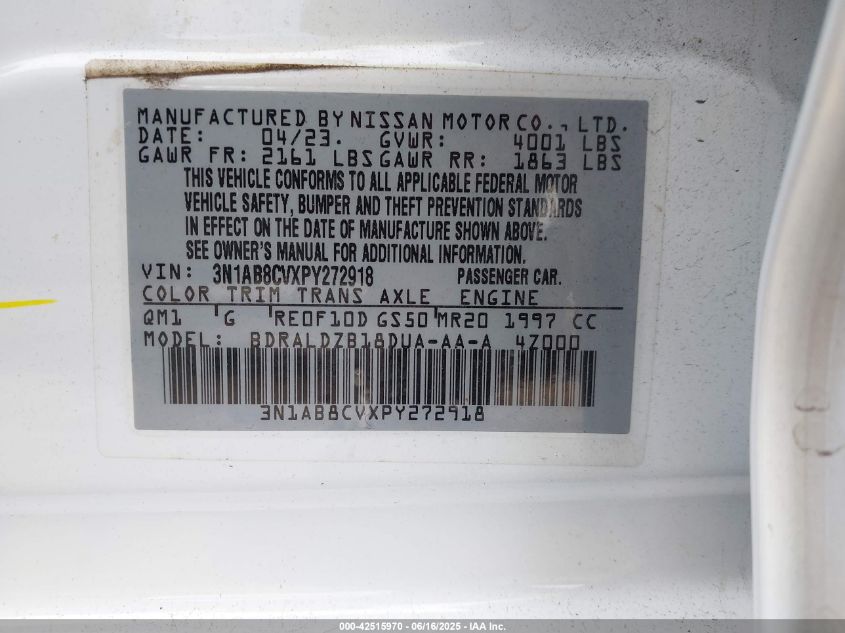 MANUFACTURED BY NISSAN MOTOR CO., LTD.
DATE: 04/23. GVWR: 4001 LBS
GAWR FR: 2161 LBS GAWR RR: 1863 LBS
THIS VEHICLE CONFORMS TO ALL APPLICABLE FEDERAL MOTOR
VEHICLE SAFETY, BUMPER AND THEFT PREVENTION STANDARDS
IN EFFECT ON THE DATE OF MANUFACTURE SHOWN ABOVE.
SEE OWNER'S MANUAL FOR ADDITIONAL INFORMATION.
VIN: 3N1AB8CVXPY272918 PASSENGER CAR.
COLOR TRIM TRANS AXLE ENGINE
QM1 G RE0F10D GS50 MR20 1997 CC
MODEL: BDRALDZB18DUA-AA-A 4Z000
3N1AB8CVXPY272918
000-42515970 - 06/16/2025 - IAA Inc.